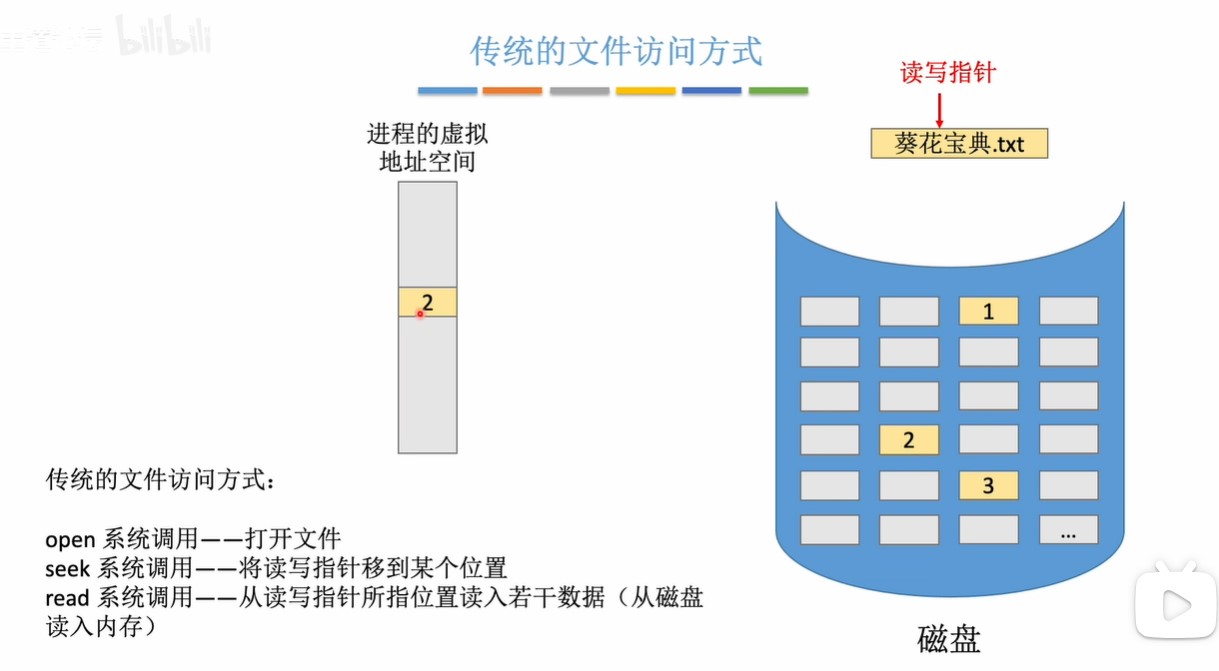 bilibili
传统的文件访问方式
读写指针
葵花宝典.txt
进程的虚拟
地址空间
2
1
2
3
...
磁盘
传统的文件访问方式：
open 系统调用——打开文件
seek 系统调用——将读写指针移到某个位置
read 系统调用——从读写指针所指位置读入若干数据（从磁盘
读入内存）